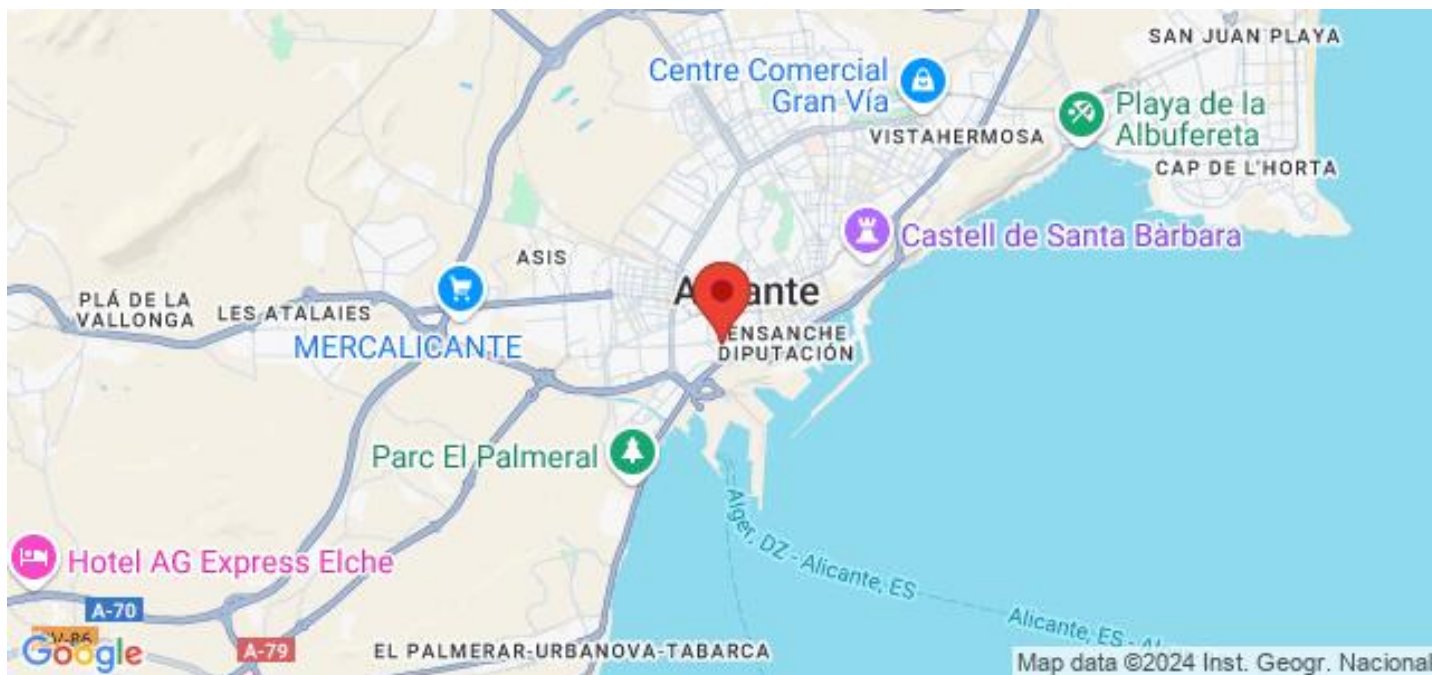 SAN JUAN PLAYA
Centre Comercial
Gran Vía
Playa de la
Albufereta
VISTAHERMOSA
CAP DE L'HORTA
Castell de Santa Bàrbara
ASIS
PLÁ DE LA
VALLONGA
LES ATALAIES
MERCALICANTE
ENSANCHE
DIPUTACIÓN
Parc El Palmeral
Alger, DZ - Alicante, ES
Hotel AG Express Elche
A-70
Alicante, ES -
Google
A-79
EL PALMERAR-URBANOVA-TABARCA
Map data ©2024 Inst. Geogr. Nacional